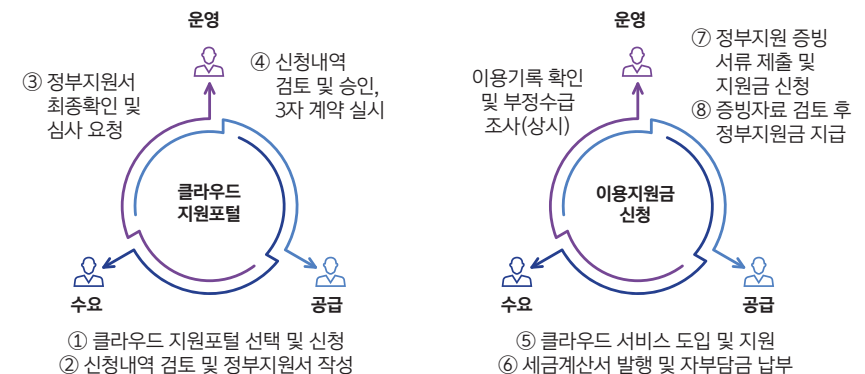 운영
③ 정부지원서
최종확인 및
심사 요청
④ 신청내역
검토 및 승인,
3자 계약 실시
클라우드
지원포털
수요
공급
① 클라우드 지원포털 선택 및 신청
② 신청내역 검토 및 정부지원서 작성
운영
이용기록 확인
및 부정수급
조사(상시)
⑦ 정부지원 증빙
서류 제출 및
지원금 신청
⑧ 증빙자료 검토 후
정부지원금 지급
이용지원금
신청
수요
공급
⑤ 클라우드 서비스 도입 및 지원
⑥ 세금계산서 발행 및 자부담금 납부